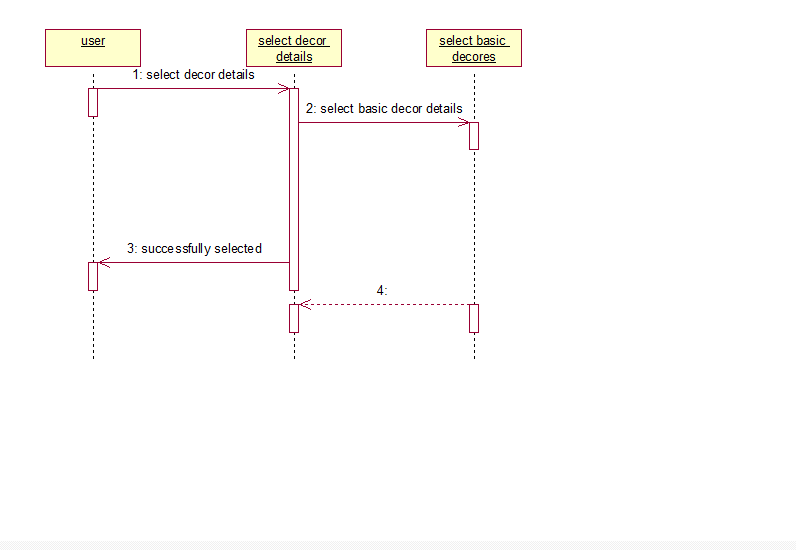 user
select decor
details
select basic
decores
1: select decor details
2: select basic decor details
3: successfully selected
4: